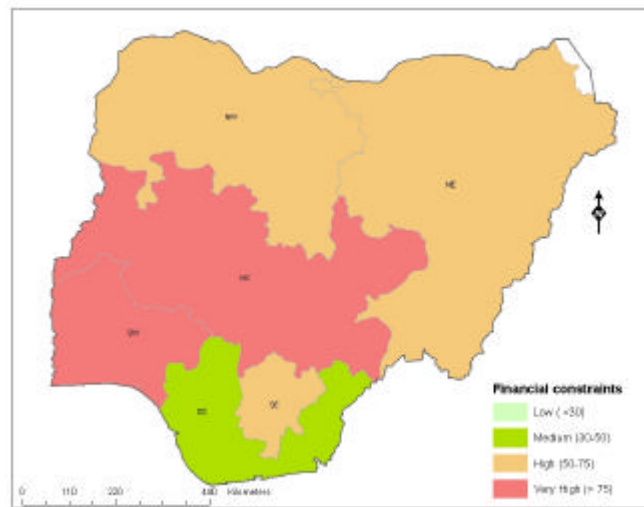 NW
NE
NC
SW
SS
SE
Financial constraints
Low ( <30)
Medium (30-50)
High (50-75)
Very High (> 75)
0 110 220 440 Kilometers